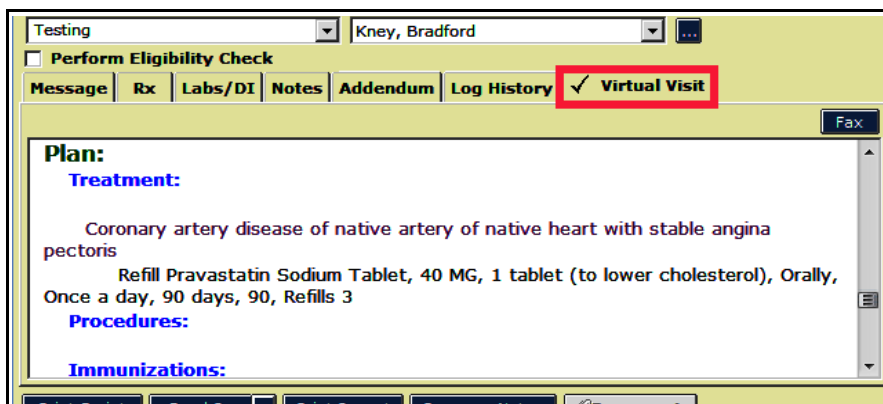 Testing Kney, Bradford ...
Perform Eligibility Check
Message Rx Labs/DI Notes Addendum Log History ✓ Virtual Visit
Fax
Plan:
Treatment:
Coronary artery disease of native artery of native heart with stable angina
pectoris
Refill Pravastatin Sodium Tablet, 40 MG, 1 tablet (to lower cholesterol), Orally,
Once a day, 90 days, 90, Refills 3
Procedures:
Immunizations: